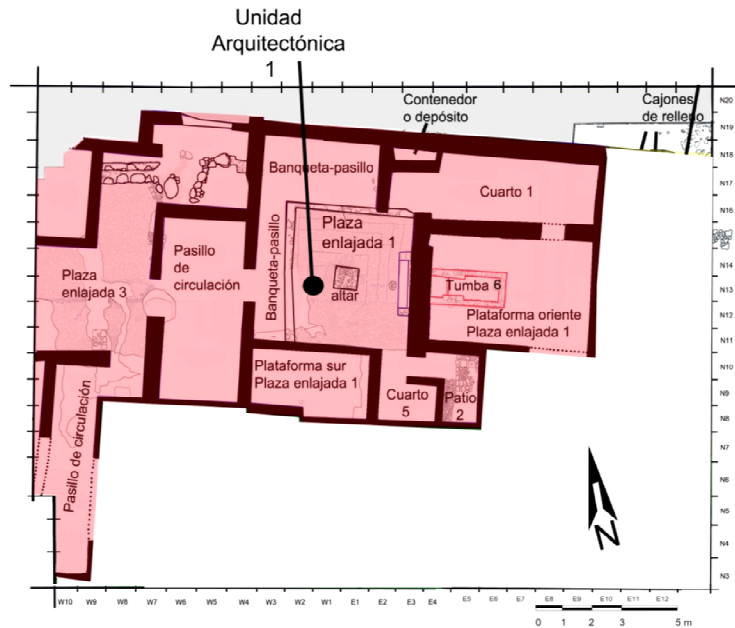 Unidad
Arquitectónica
1
Contenedor
o depósito
Cajones
de relleno
Banqueta-pasillo
Cuarto 1
Plaza
enlajada 1
Banqueta-pasillo
Pasillo
de
circulación
Plaza
enlajada 3
altar
Tumba 6
Plataforma oriente
Plaza enlajada 1
Plataforma sur
Plaza enlajada 1
Cuarto
5
Patio
2
Pasillo de circulación
N
N20
N19
N18
N17
N16
N14
N13
N12
N11
N10
N9
N8
N7
N6
N5
N4
N3
W10 W9 W8 W7 W6 W5 W4 W3 W2 W1 E1 E2 E3 E4 E5 E6 E7 E8 E9 E10 E11 E12
0 1 2 3 5 m